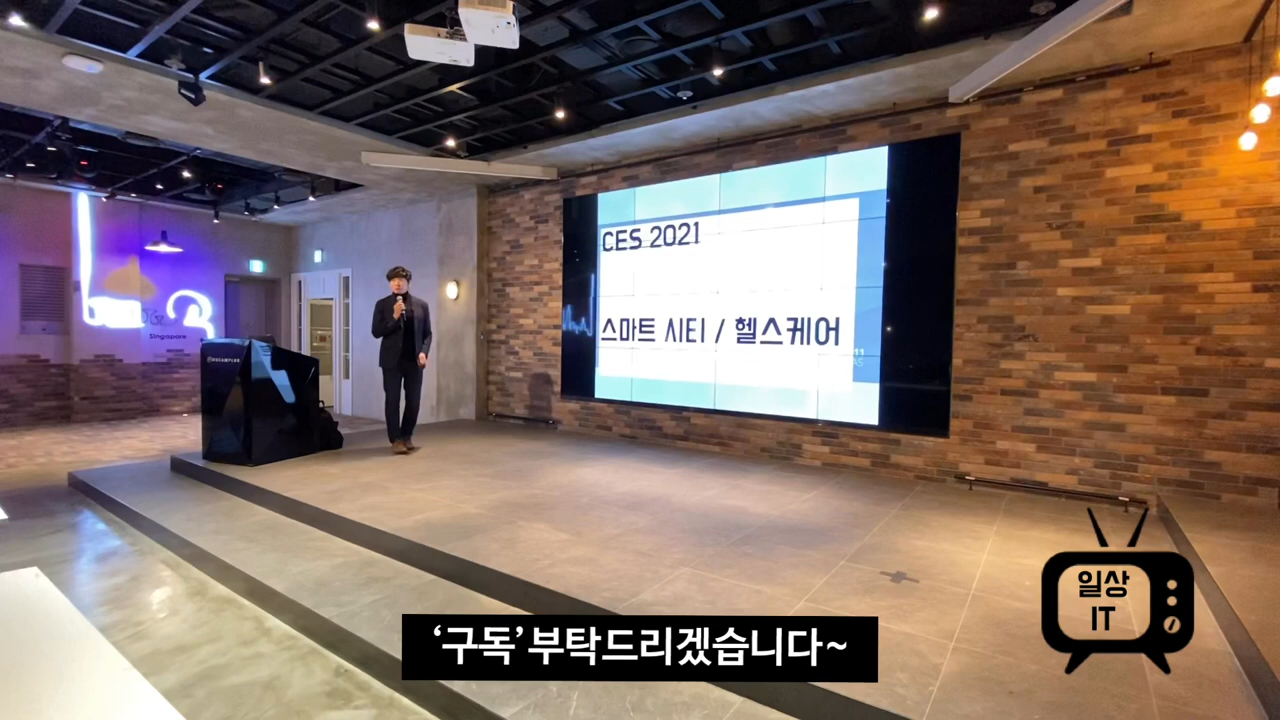 CES 2021
스마트 시티 / 헬스케어
Singapore
일상
IT
‘구독’ 부탁드리겠습니다~